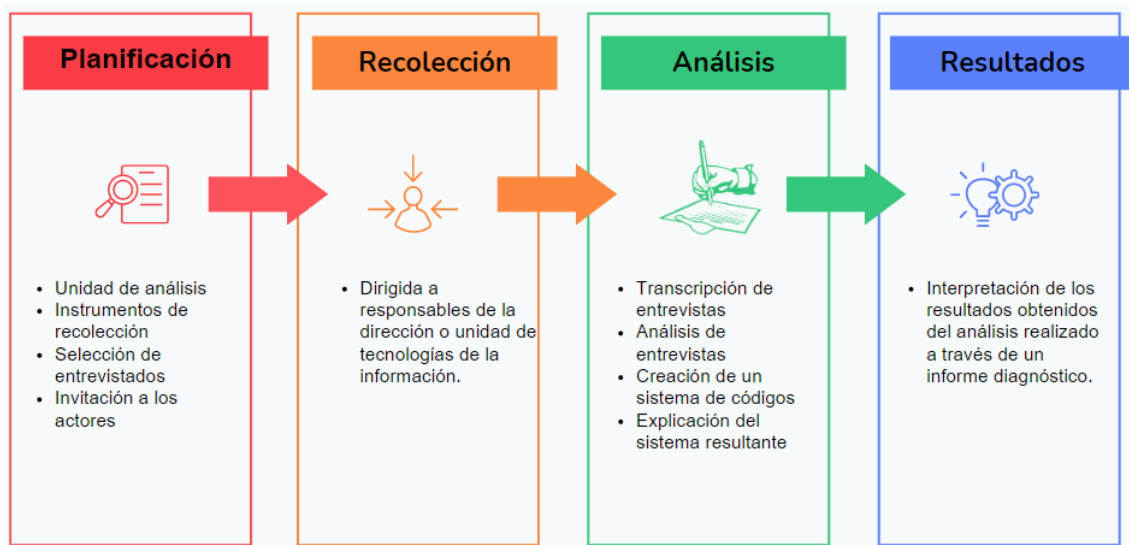 Planificación
Recolección
Análisis
Resultados
• Unidad de análisis
• Instrumentos de
recolección
• Selección de
entrevistados
• Invitación a los
actores
• Dirigida a
responsables de la
dirección o unidad de
tecnologías de la
información.
• Transcripción de
entrevistas
• Análisis de
entrevistas
• Creación de un
sistema de códigos
• Explicación del
sistema resultante
• Interpretación de los
resultados obtenidos
del análisis realizado
a través de un
informe diagnóstico.